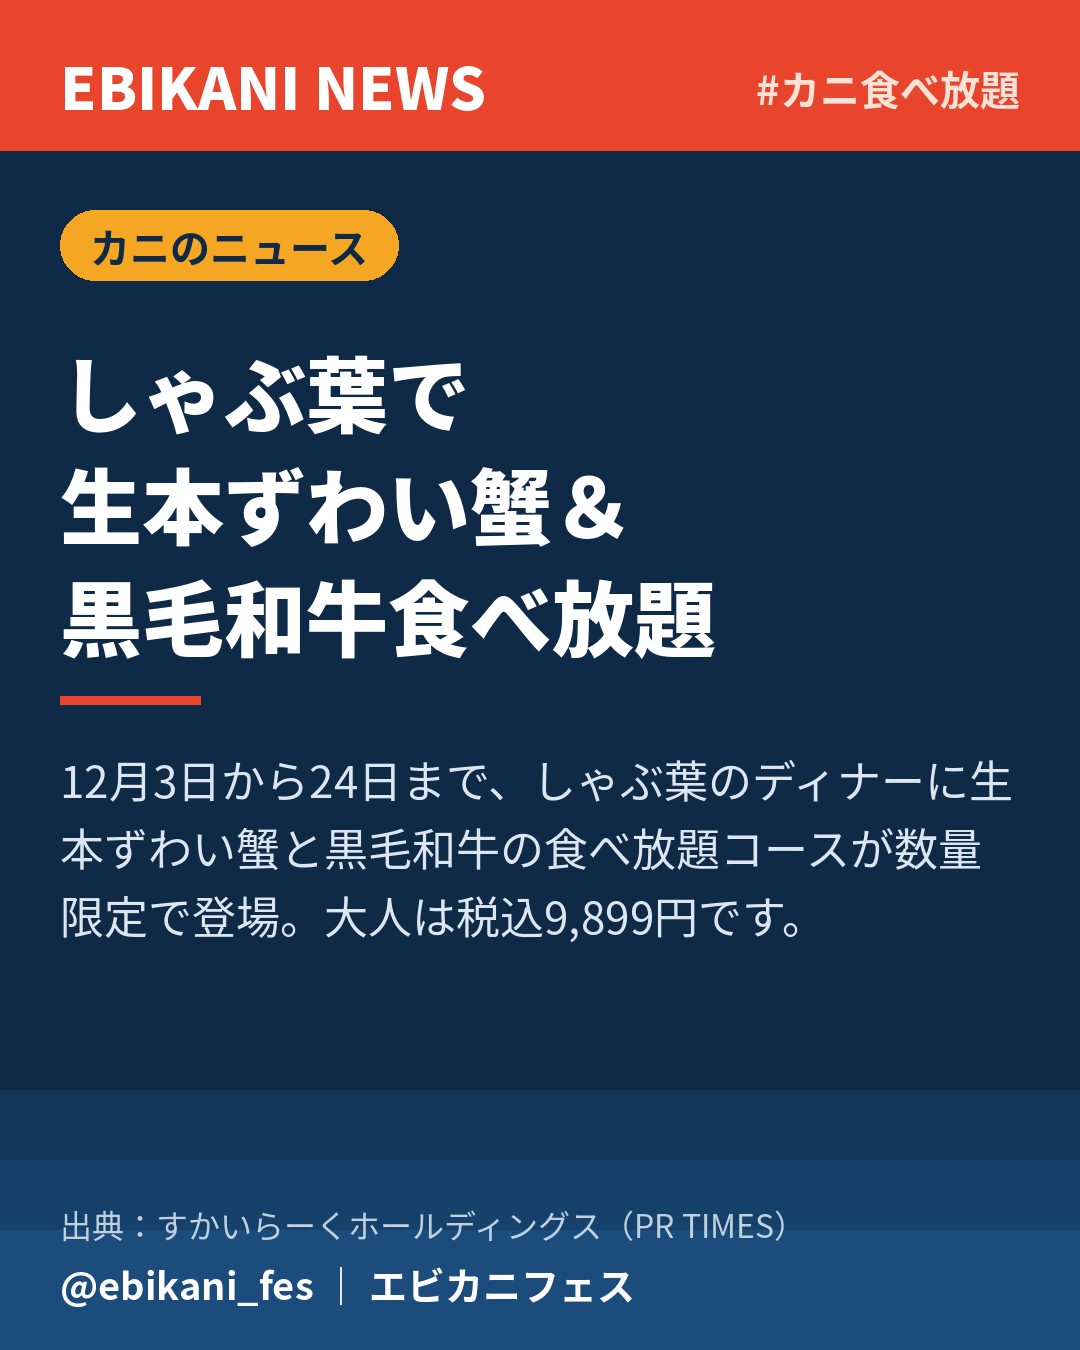 EBIKANI NEWS
#カニ食べ放題
カニのニュース
しゃぶ葉で
生本ずわい蟹＆
黒毛和牛食べ放題
12月3日から24日まで、しゃぶ葉のディナーに生
本ずわい蟹と黒毛和牛の食べ放題コースが数量
限定で登場。大人は税込9,899円です。
出典：すかいらーくホールディングス（PR TIMES）
@ebikani_fes ｜ エビカニフェス